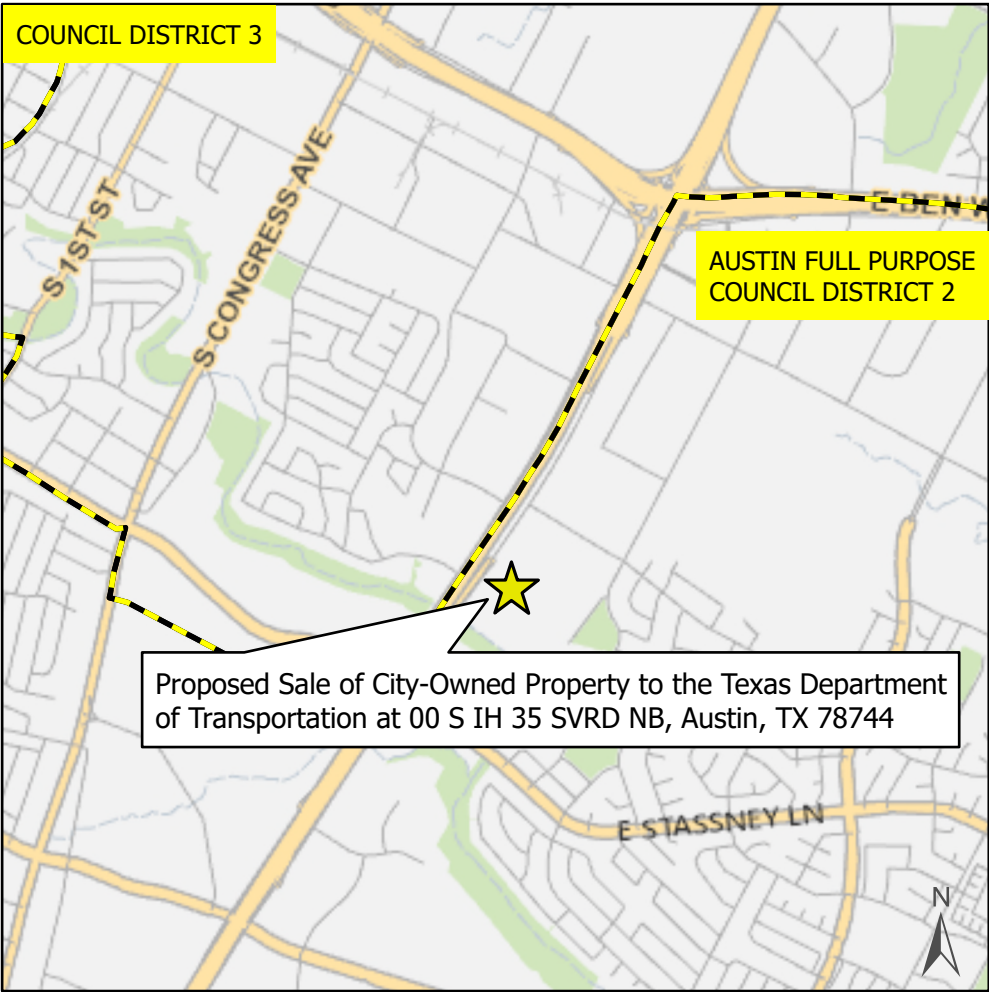 COUNCIL DISTRICT 3
S 1ST ST
S CONGRESS AVE
E BEN W
AUSTIN FULL PURPOSE
COUNCIL DISTRICT 2
Proposed Sale of City-Owned Property to the Texas Department
of Transportation at 00 S IH 35 SVRD NB, Austin, TX 78744
E STASSNEY LN
N